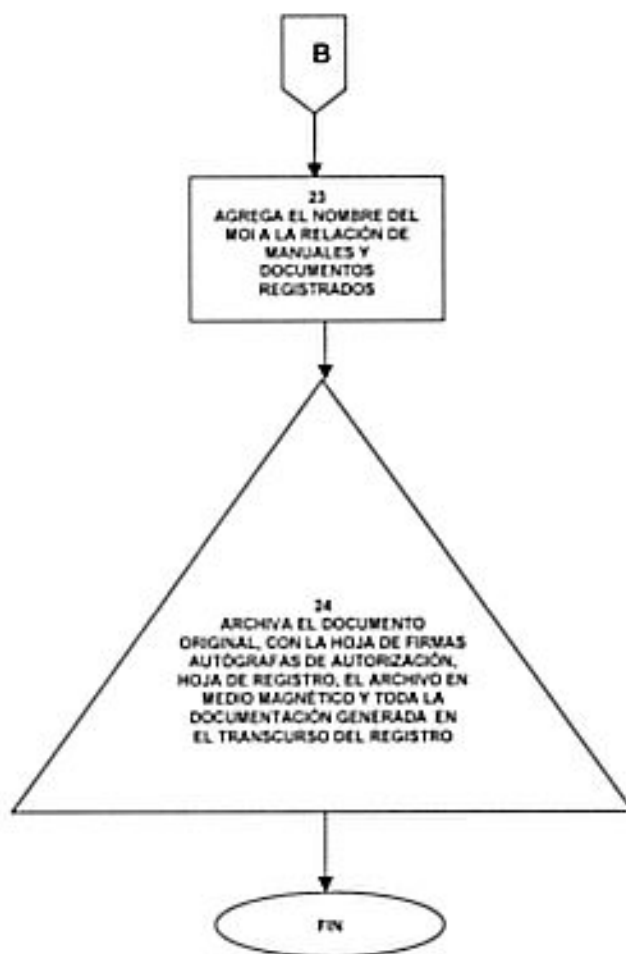 B
23
AGREGA EL NOMBRE DEL
MOI A LA RELACIÓN DE
MANUALES Y
DOCUMENTOS
REGISTRADOS
24
ARCHIVA EL DOCUMENTO
ORIGINAL, CON LA HOJA DE FIRMAS
AUTÓGRAFAS DE AUTORIZACIÓN,
HOJA DE REGISTRO, EL ARCHIVO EN
MEDIO MAGNÉTICO Y TODA LA
DOCUMENTACIÓN GENERADA EN
EL TRANSCURSO DEL REGISTRO
FIN